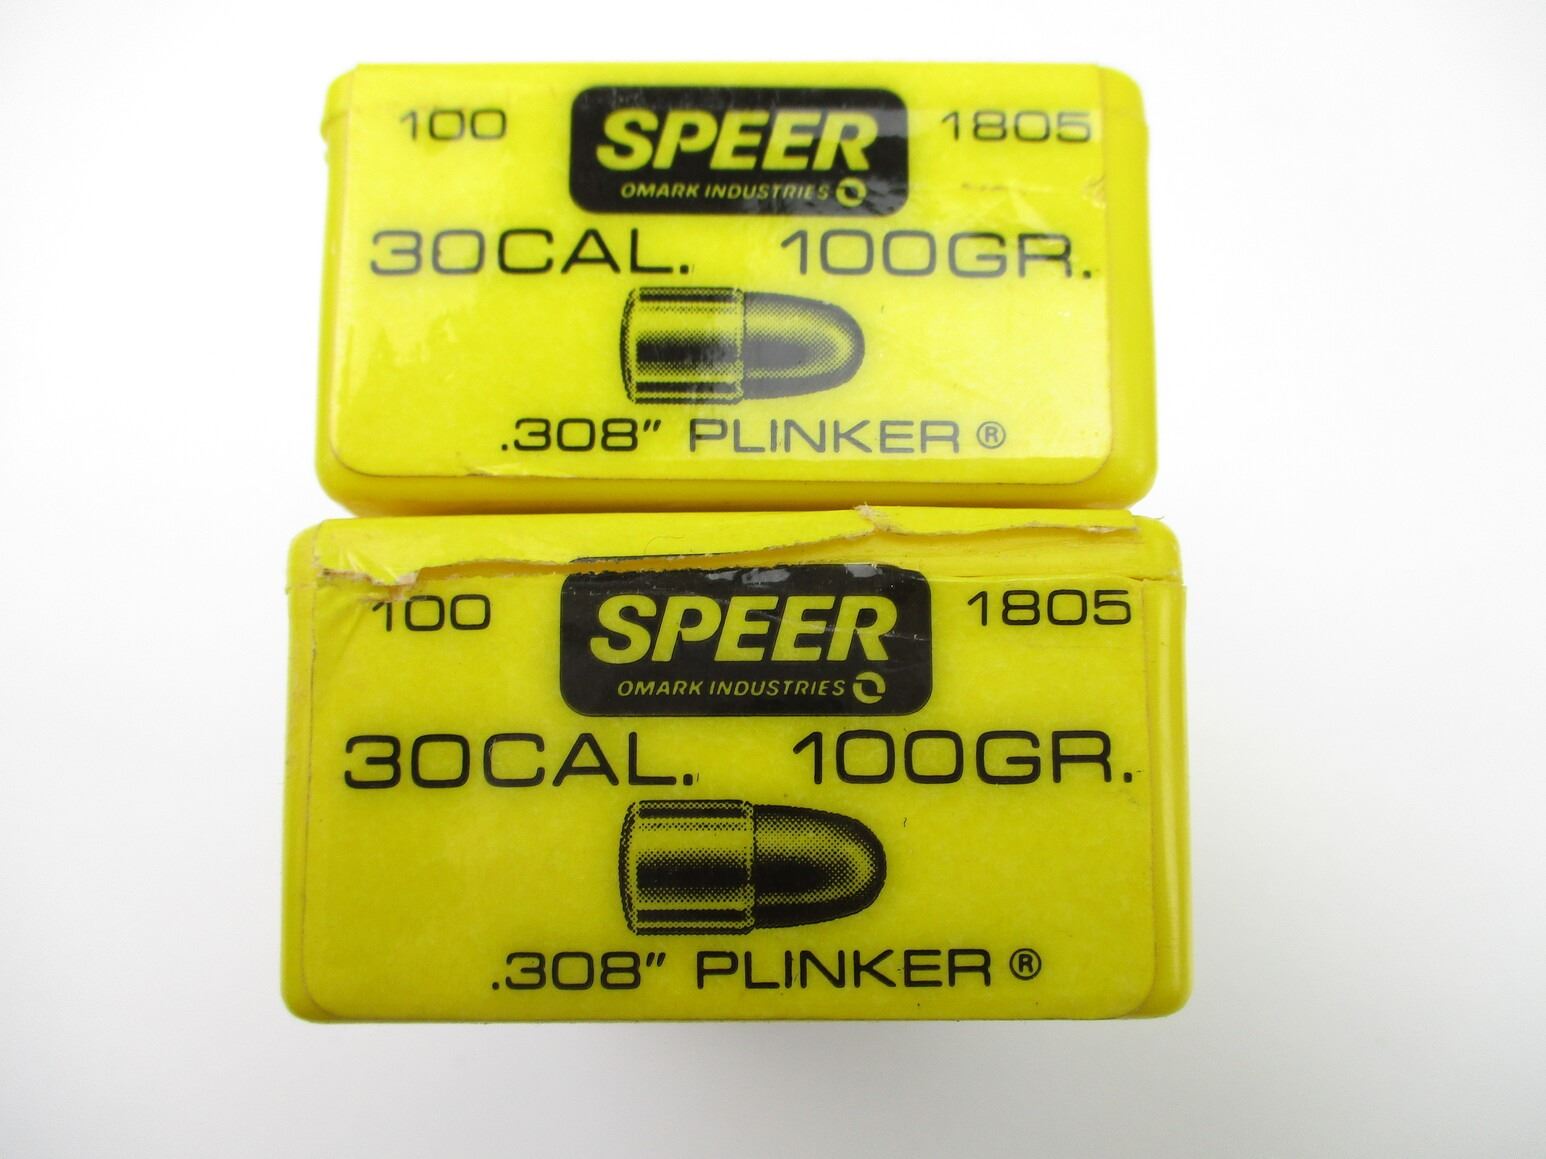 100 SPEER 1805
OMARK INDUSTRIES
30CAL. 100GR.
.308" PLINKER ®
100 SPEER 1805
OMARK INDUSTRIES
30CAL. 100GR.
.308" PLINKER ®